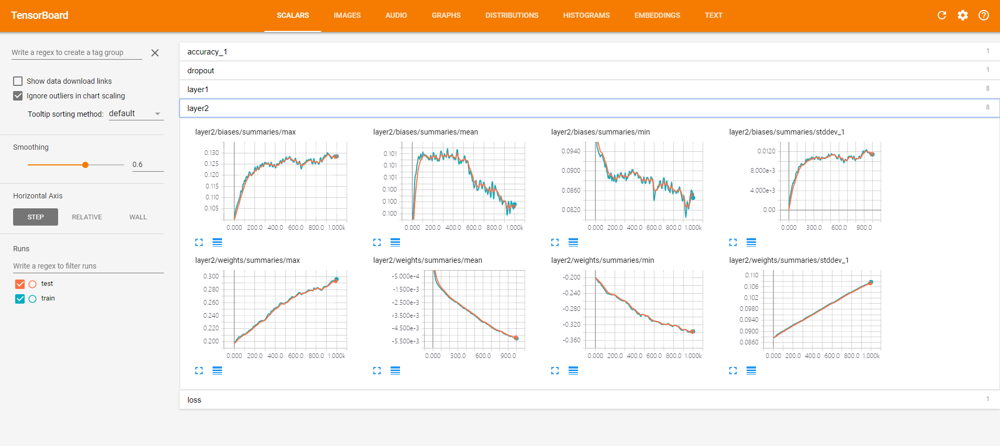 TensorBoard SCALARS IMAGES AUDIO GRAPHS DISTRIBUTIONS HISTOGRAMS EMBEDDINGS TEXT
Write a regex to create a tag group
Show data download links
Ignore outliers in chart scaling
Tooltip sorting method: default
Smoothing
0.6
Horizontal Axis
STEP RELATIVE WALL
Runs
Write a regex to filter runs
test
train
accuracy_1 1
dropout 1
layer1 8
layer2 8
layer2/biases/summaries/max
0.130
0.125
0.120
0.115
0.110
0.105
0.000 200.0 400.0 600.0 800.0 1.000k
layer2/biases/summaries/mean
0.101
0.101
0.101
0.100
0.100
0.100
0.000 200.0 400.0 600.0 800.0 1.000k
layer2/biases/summaries/min
0.0940
0.0900
0.0860
0.0820
0.000 200.0 400.0 600.0 800.0 1.000k
layer2/biases/summaries/stddev_1
0.0120
8.000e-3
4.000e-3
0.00
0.000 300.0 600.0 900.0
layer2/weights/summaries/max
0.300
0.280
0.260
0.240
0.220
0.200
0.000 200.0 400.0 600.0 800.0 1.000k
layer2/weights/summaries/mean
-5.000e-4
-1.500e-3
-2.500e-3
-3.500e-3
-4.500e-3
-5.500e-3
0.000 300.0 600.0 900.0
layer2/weights/summaries/min
-0.200
-0.240
-0.280
-0.320
-0.360
0.000 200.0 400.0 600.0 800.0 1.000k
layer2/weights/summaries/stddev_1
0.110
0.106
0.102
0.0980
0.0940
0.0900
0.0860
0.000 200.0 400.0 600.0 800.0 1.000k
loss 1